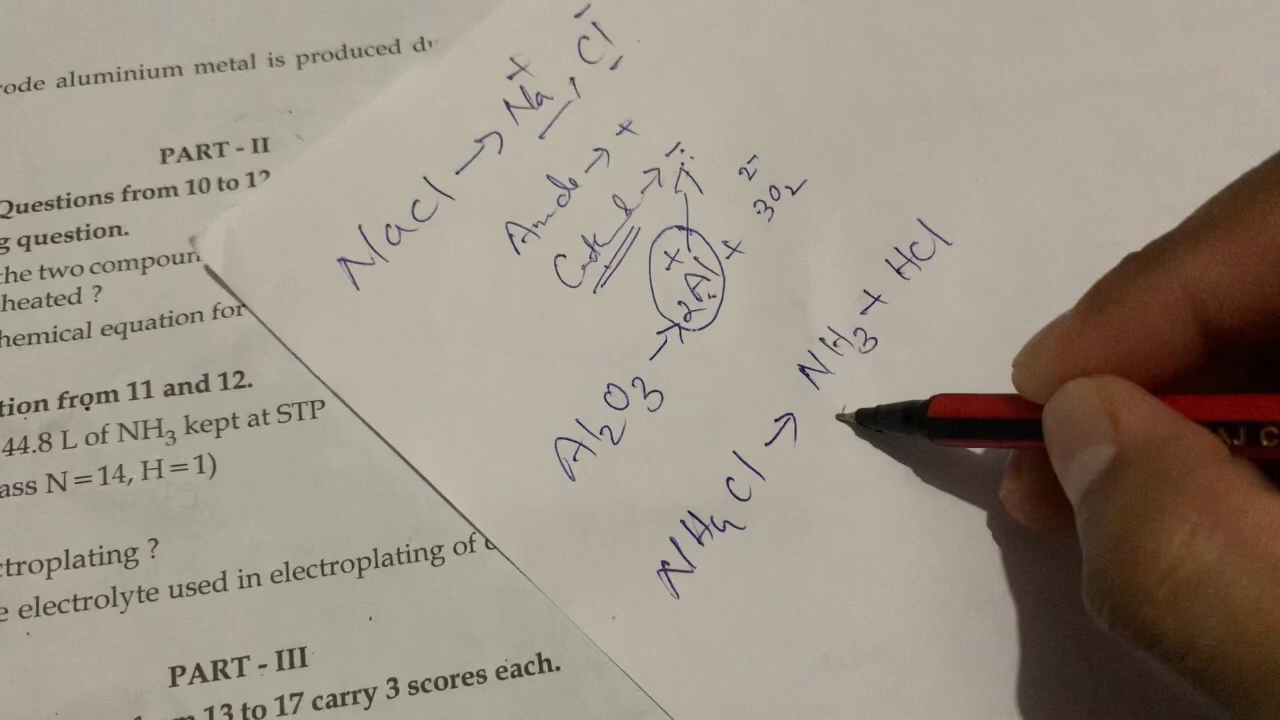 rode aluminium metal is produced
PART - II
Questions from 10 to 12
g question.
the two compoun
heated ?
hemical equation for
tion from 11 and 12.
44.8 L of NH3 kept at STP
ass N=14, H=1)
ctroplating ?
e electrolyte used in electroplating of
PART - III
13 to 17 carry 3 scores each.
NaCl → Na+, Cl-
Anode → +
→ -
Al2O3 → 2Al+ + 3O2 2-
NH4Cl → NH3 + HCl